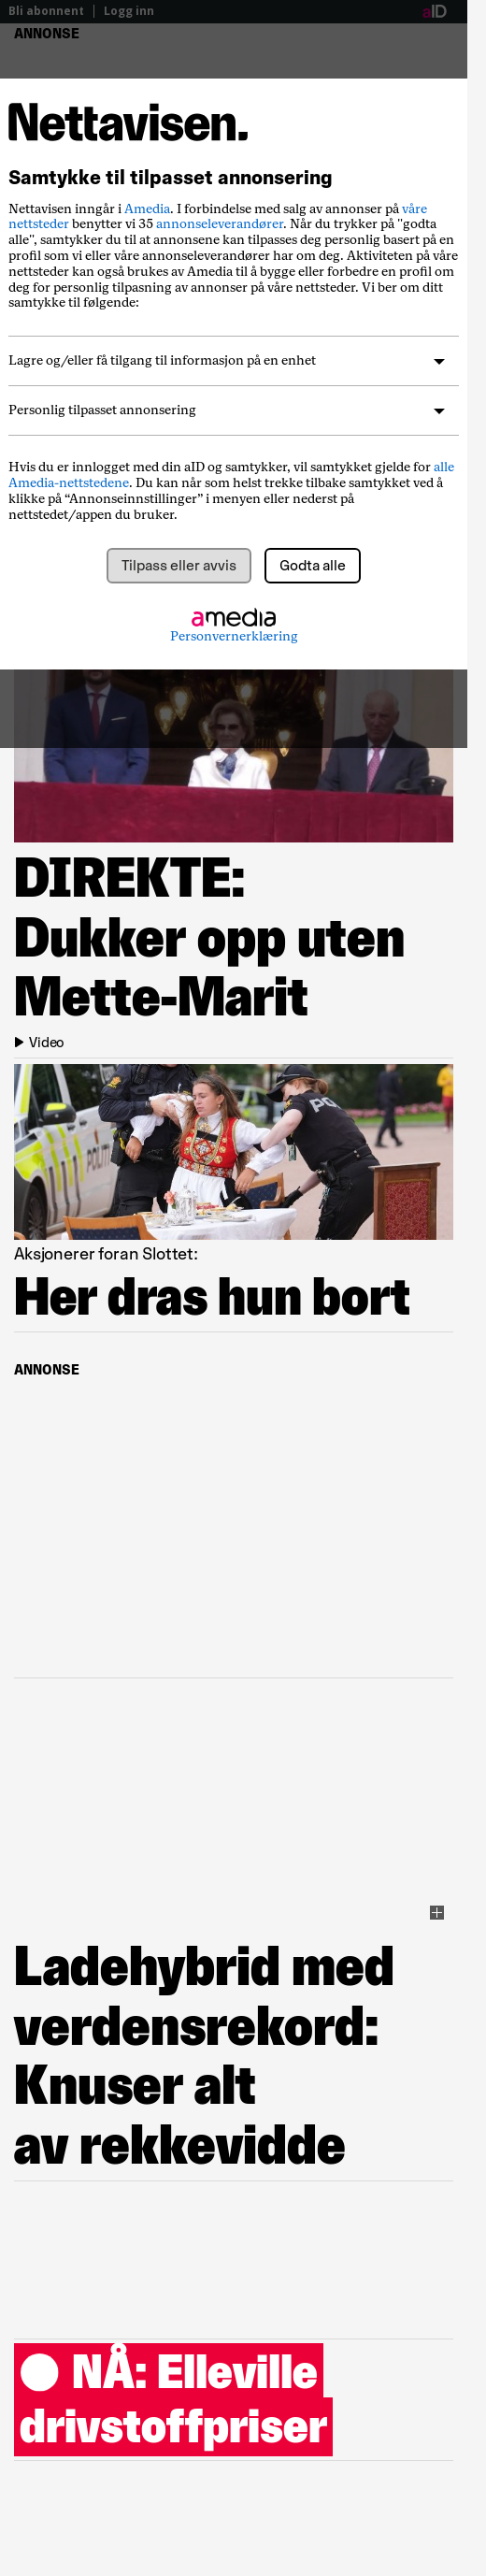 Bli abonnent | Logg inn
aID
ANNONSE
Nettavisen.
Samtykke til tilpasset annonsering
Nettavisen inngår i Amedia. I forbindelse med salg av annonser på våre
nettsteder benytter vi 35 annonseleverandører. Når du trykker på "godta
alle", samtykker du til at annonsene kan tilpasses deg personlig basert på en
profil som vi eller våre annonseleverandører har om deg. Aktiviteten på våre
nettsteder kan også brukes av Amedia til å bygge eller forbedre en profil om
deg for personlig tilpasning av annonser på våre nettsteder. Vi ber om ditt
samtykke til følgende:
Lagre og/eller få tilgang til informasjon på en enhet
Personlig tilpasset annonsering
Hvis du er innlogget med din aID og samtykker, vil samtykket gjelde for alle
Amedia-nettstedene. Du kan når som helst trekke tilbake samtykket ved å
klikke på “Annonseinnstillinger” i menyen eller nederst på
nettstedet/appen du bruker.
Tilpass eller avvis
Godta alle
amedia
Personvernerklæring
DIREKTE:
Dukker opp uten
Mette-Marit
Video
Aksjonerer foran Slottet:
Her dras hun bort
ANNONSE
Ladehybrid med
verdensrekord:
Knuser alt
av rekkevidde
NÅ: Elleville
drivstoffpriser